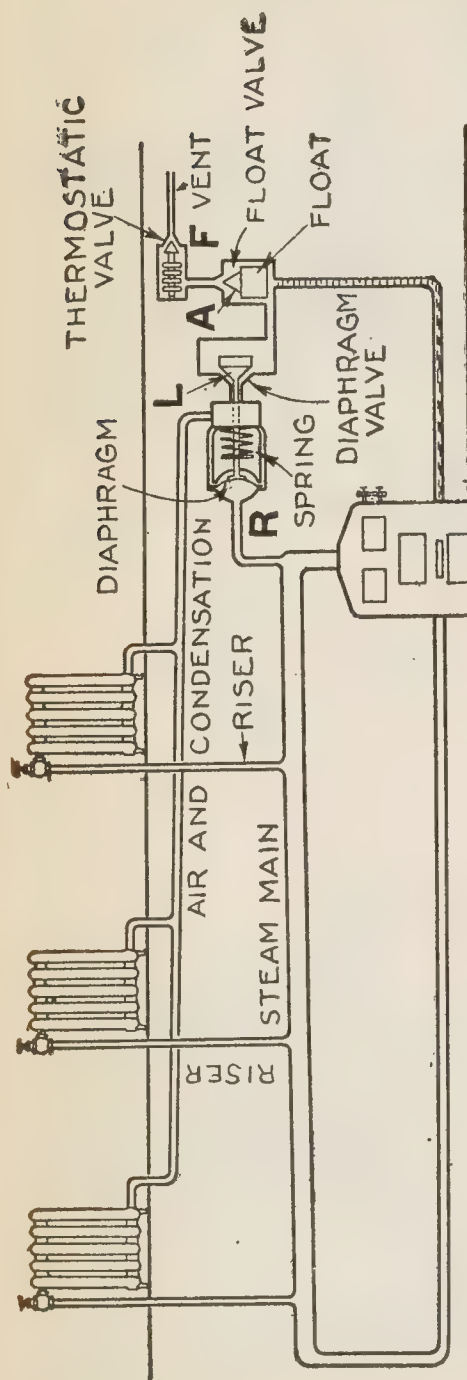 THERMOSTATIC
VALVE
F VENT
FLOAT VALVE
FLOAT
A
L
DIAPHRAGM
VALVE
DIAPHRAGM
R
SPRING
AIR AND CONDENSATION
RISER
STEAM MAIN
RISER